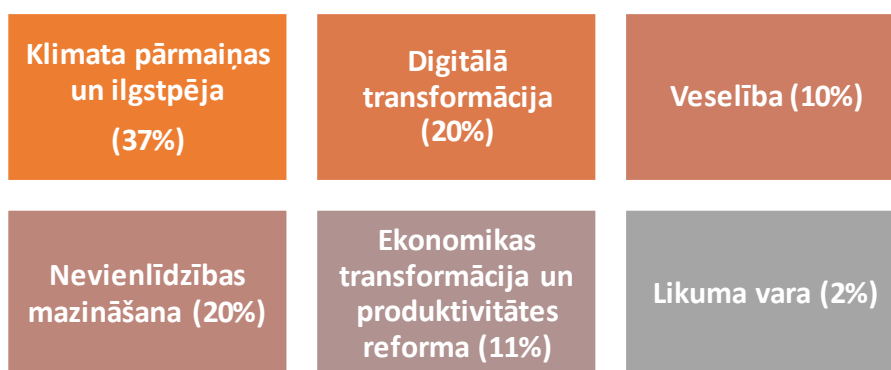 Klimata pārmaiņas
un ilgstpēja
(37%)
Digitālā
transformācija
(20%)
Veselība (10%)
Nevienlīdzības
mazināšana (20%)
Ekonomikas
transformācija un
produktivitātes
reforma (11%)
Likuma vara (2%)